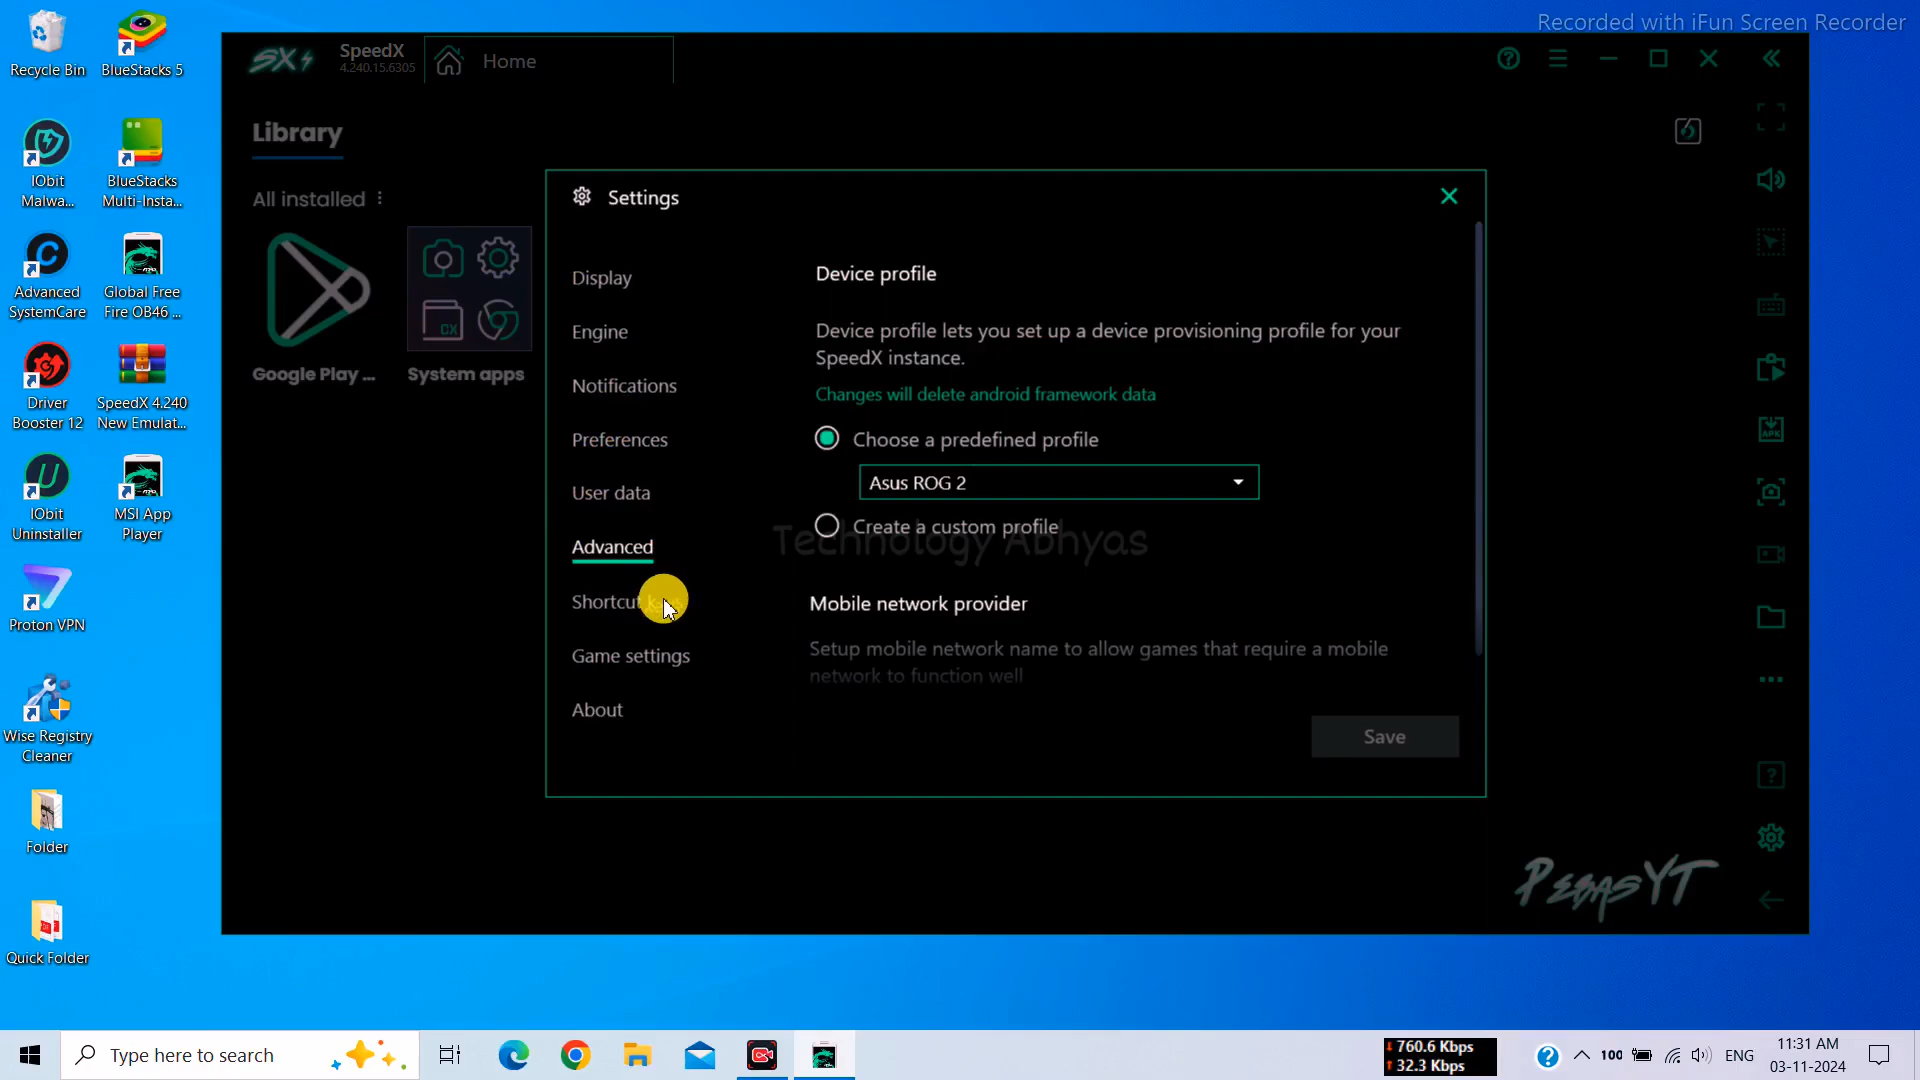 Recorded with iFun Screen Recorder
Recycle Bin
BlueStacks 5
IObit
Malwa...
BlueStacks
Multi-Insta...
Advanced
SystemCare
Global Free
Fire OB46 ...
Driver
Booster 12
SpeedX 4.240
New Emulat...
IObit
Uninstaller
MSI App
Player
Proton VPN
Wise Registry
Cleaner
Folder
Quick Folder
SX
SpeedX
4.240.15.6305
Home
Library
All installed
Google Play ...
System apps
CX
Settings
Display
Engine
Notifications
Preferences
User data
Advanced
Shortcut keys
Game settings
About
Device profile
Device profile lets you set up a device provisioning profile for your
SpeedX instance.
Changes will delete android framework data
Choose a predefined profile
Asus ROG 2
Create a custom profile
Technology Abhyas
Mobile network provider
Setup mobile network name to allow games that require a mobile
network to function well
Save
APK
PegasYT
Type here to search
760.6 Kbps
32.3 Kbps
100
ENG
11:31 AM
03-11-2024